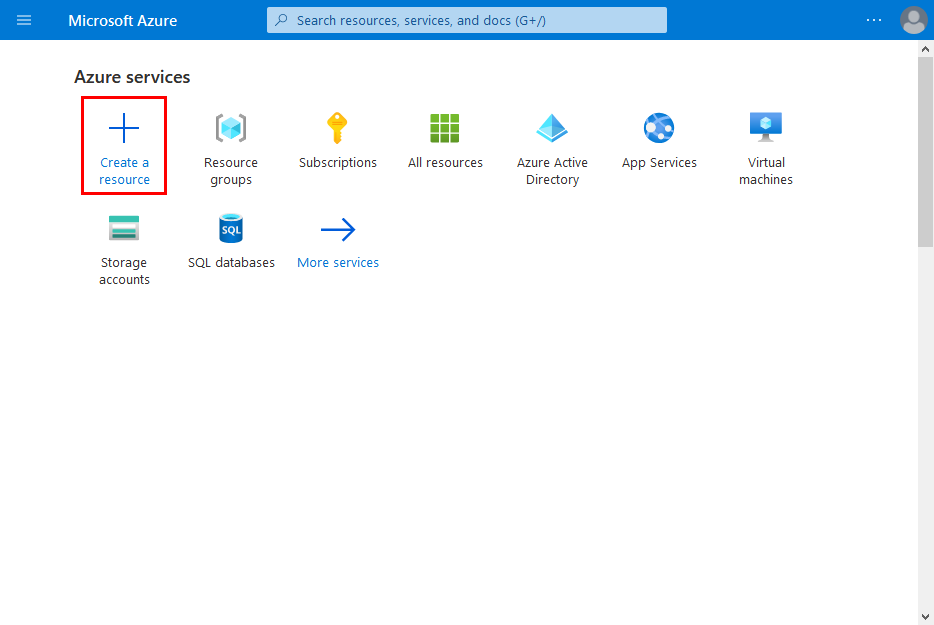 Microsoft Azure
Search resources, services, and docs (G+/)
Azure services
Create a
resource
Resource
groups
Subscriptions
All resources
Azure Active
Directory
App Services
Virtual
machines
Storage
accounts
SQL
SQL databases
More services